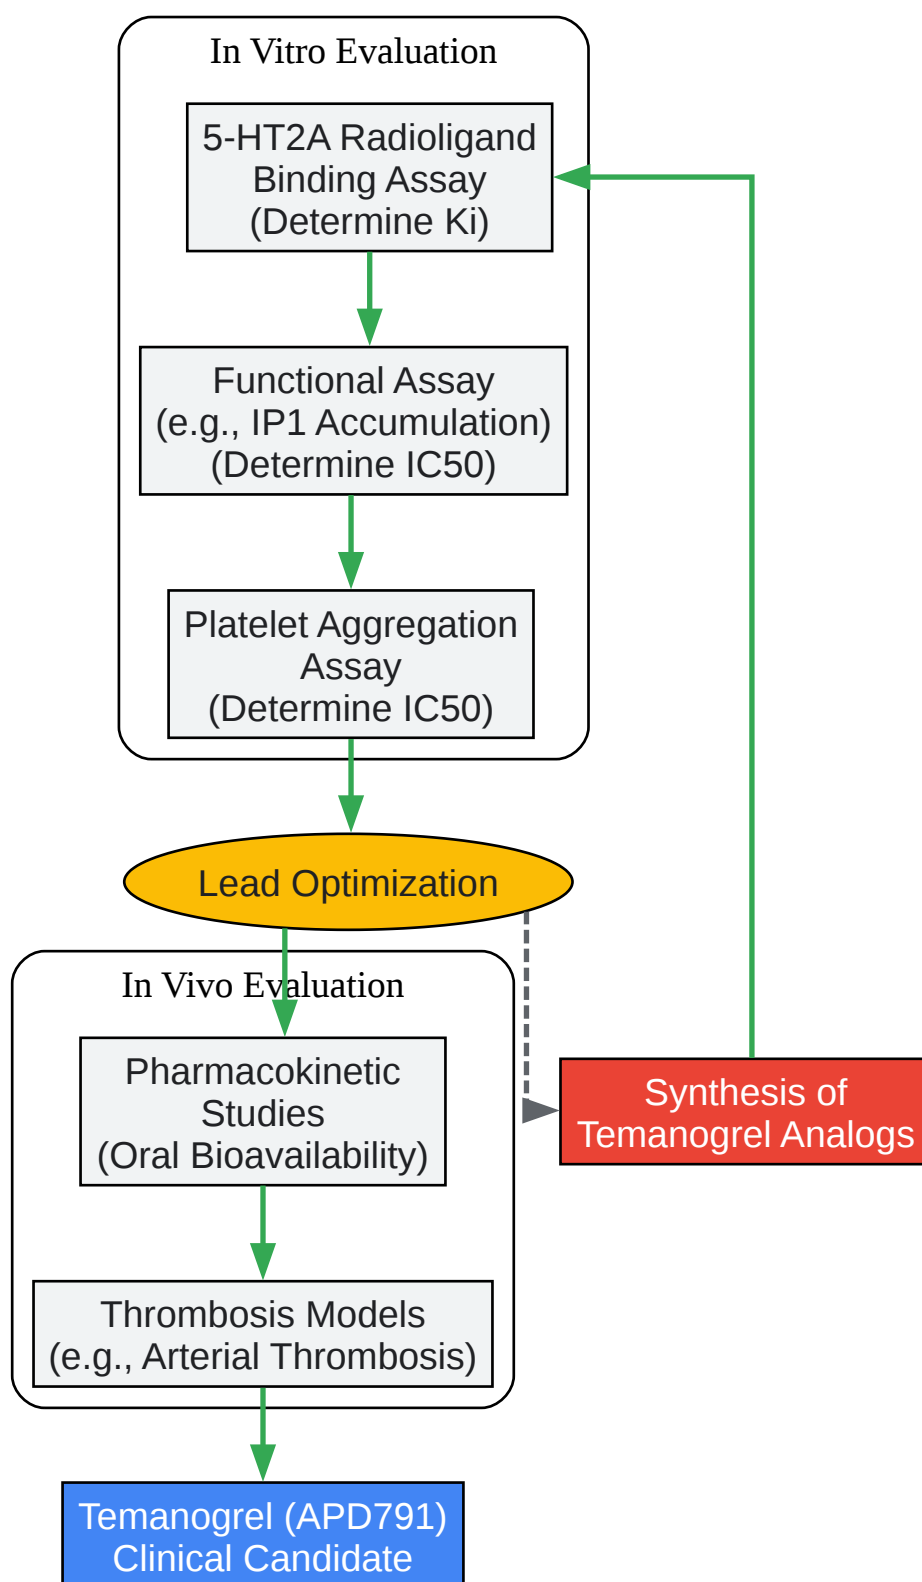 In Vitro Evaluation
5-HT2A Radioligand
Binding Assay
(Determine Ki)
Functional Assay
(e.g., IP1 Accumulation)
(Determine IC50)
Platelet Aggregation
Assay
(Determine IC50)
Lead Optimization
In Vivo Evaluation
Pharmacokinetic
Studies
(Oral Bioavailability)
Synthesis of
Temanogrel Analogs
Thrombosis Models
(e.g., Arterial Thrombosis)
Temanogrel (APD791)
Clinical Candidate